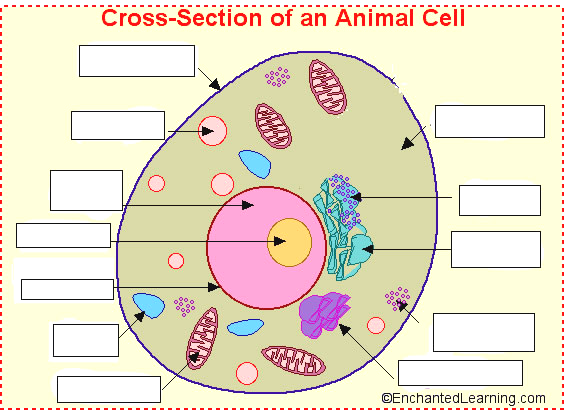 Cross-Section of an Animal Cell
©EnchantedLearning.com